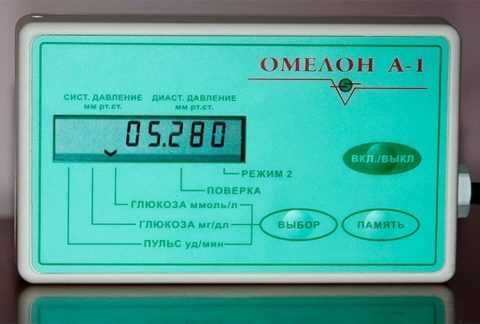 ОМЕЛОН А-1
СИСТ. ДАВЛЕНИЕ ДИАСТ. ДАВЛЕНИЕ
мм рт.ст. мм рт.ст.
05.280
ВКЛ./ВЫКЛ
РЕЖИМ 2
ПОВЕРКА
ГЛЮКОЗА ммоль/л
ГЛЮКОЗА мг/дл
ПУЛЬС уд/мин
ВЫБОР ПАМЯТЬ